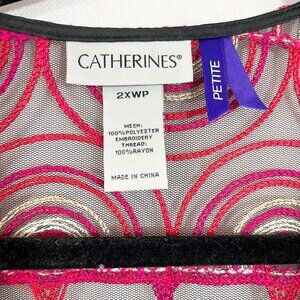 CATHERINES®
PETITE
2XWP
MESH:
100%POLYESTER
EMBROIDERY
THREAD:
100%RAYON
MADE IN CHINA